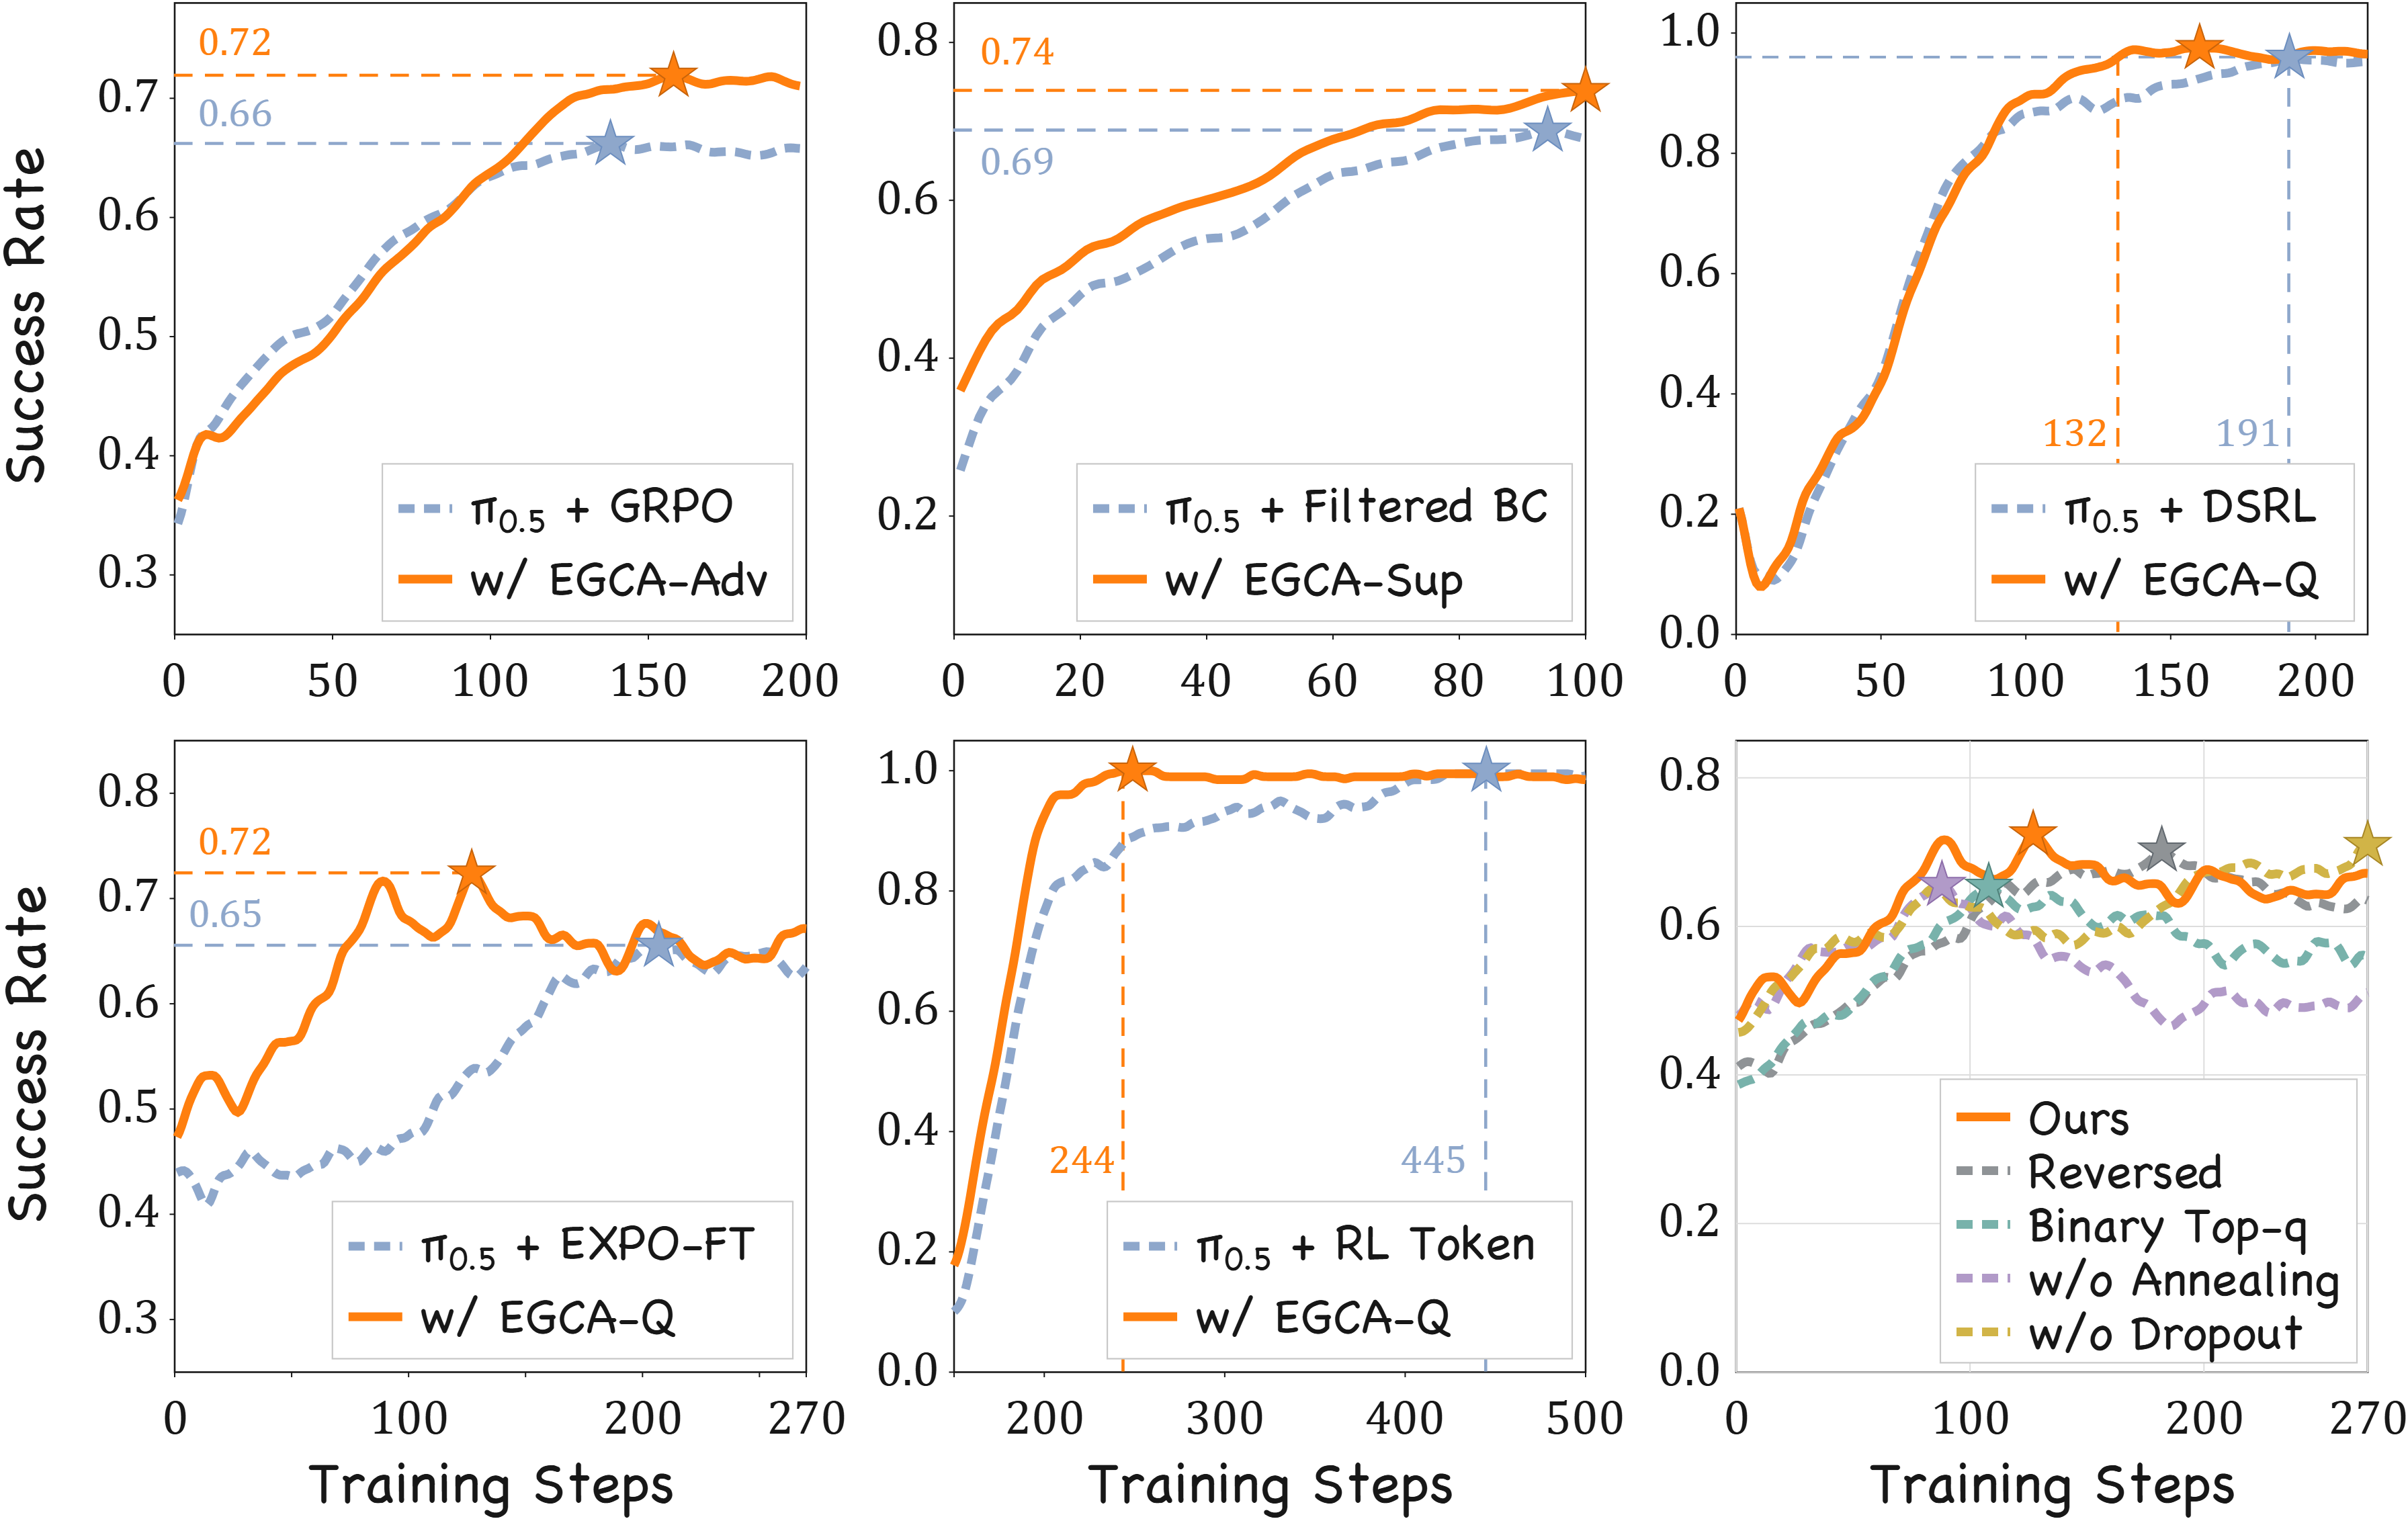 Success Rate
0.7
0.6
0.5
0.4
0.3
0.72
0.66
π0.5 + GRPO
w/ EGCA-Adv
0 50 100 150 200
0.8
0.6
0.4
0.2
0.74
0.69
π0.5 + Filtered BC
w/ EGCA-Sup
0 20 40 60 80 100
1.0
0.8
0.6
0.4
0.2
0.0
132 191
π0.5 + DSRL
w/ EGCA-Q
0 50 100 150 200
Success Rate
0.8
0.7
0.6
0.5
0.4
0.3
0.72
0.65
π0.5 + EXPO-FT
w/ EGCA-Q
0 100 200 270
Training Steps
1.0
0.8
0.6
0.4
0.2
0.0
244 445
π0.5 + RL Token
w/ EGCA-Q
200 300 400 500
Training Steps
0.8
0.6
0.4
0.2
0.0
Ours
Reversed
Binary Top-q
w/o Annealing
w/o Dropout
0 100 200 270
Training Steps